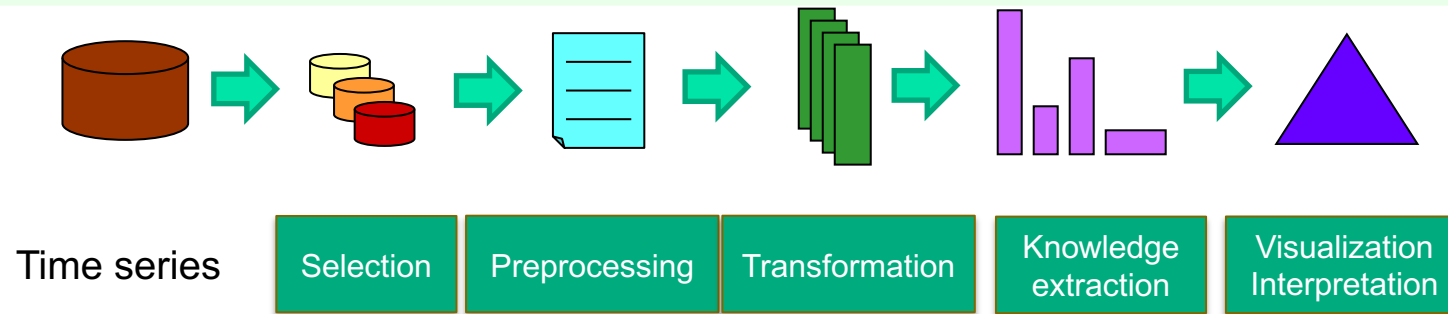 Time series
Selection
Preprocessing
Transformation
Knowledge
extraction
Visualization
Interpretation